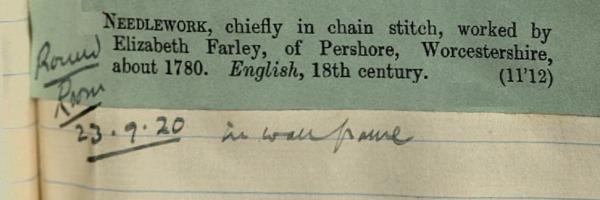 NEEDLEWORK, chiefly in chain stitch, worked by
Elizabeth Farley, of Pershore, Worcestershire,
about 1780. English, 18th century. (11'12)
Round
Room
23.9.20 in wall frame